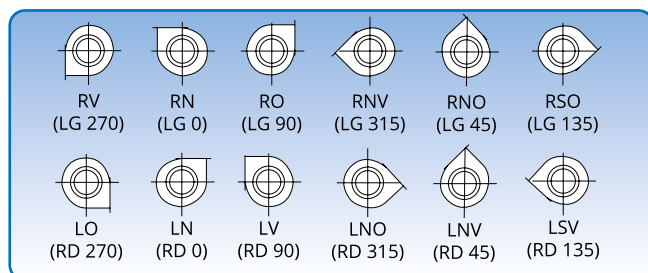 RV RN RO RNV RNO RSO
(LG 270) (LG 0) (LG 90) (LG 315) (LG 45) (LG 135)
LO LN LV LNO LNV LSV
(RD 270) (RD 0) (RD 90) (RD 315) (RD 45) (RD 135)